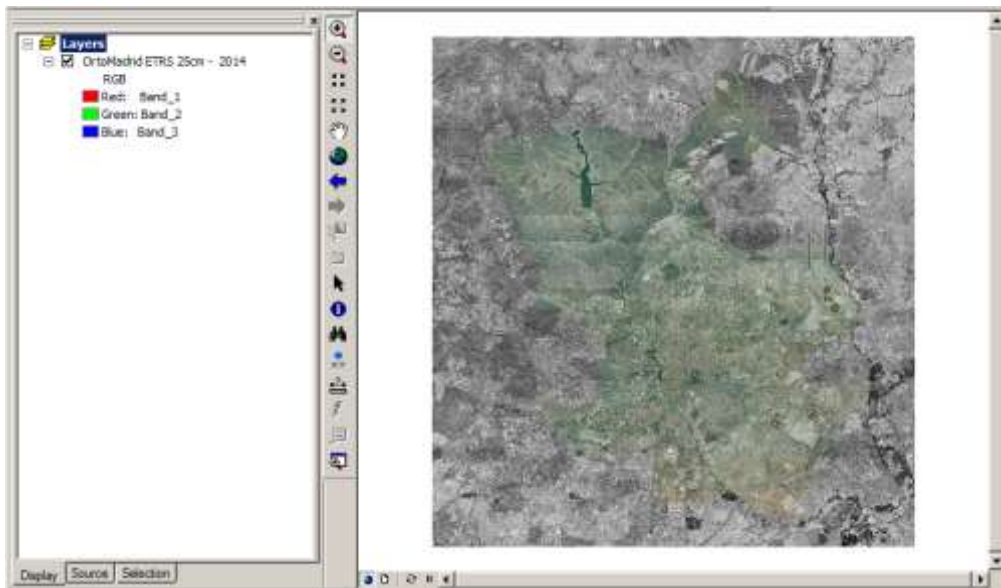 Layers
OrtoMadrid ETRS 25cm - 2014
RGB
Red: Band_1
Green: Band_2
Blue: Band_3
Display Source Selection